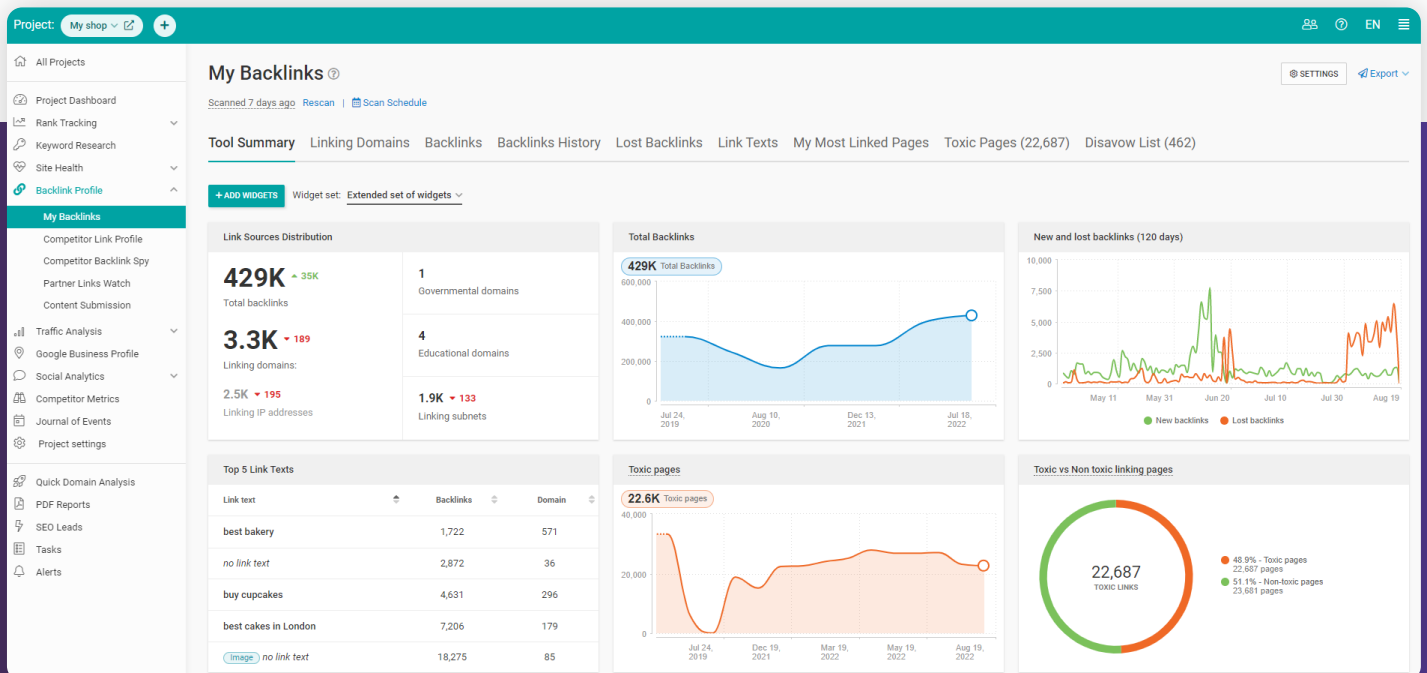 Project: My shop + EN
All Projects
Project Dashboard
Rank Tracking
Keyword Research
Site Health
Backlink Profile
My Backlinks
Competitor Link Profile
Competitor Backlink Spy
Partner Links Watch
Content Submission
Traffic Analysis
Google Business Profile
Social Analytics
Competitor Metrics
Journal of Events
Project settings
Quick Domain Analysis
PDF Reports
SEO Leads
Tasks
Alerts
My Backlinks ?
SETTINGS Export
Scanned 7 days ago Rescan | Scan Schedule
Tool Summary Linking Domains Backlinks Backlinks History Lost Backlinks Link Texts My Most Linked Pages Toxic Pages (22,687) Disavow List (462)
+ ADD WIDGETS Widget set: Extended set of widgets
Link Sources Distribution
429K 35K
Total backlinks
3.3K 189
Linking domains:
2.5K 195
Linking IP addresses
1
Governmental domains
4
Educational domains
1.9K 133
Linking subnets
Total Backlinks
429K Total Backlinks
600,000
400,000
200,000
0
Jul 24, 2019
Aug 10, 2020
Dec 13, 2021
Jul 18, 2022
New and lost backlinks (120 days)
10,000
7,500
5,000
2,500
0
May 11 May 31 Jun 20 Jul 10 Jul 30 Aug 19
New backlinks Lost backlinks
Top 5 Link Texts
Link text Backlinks Domain
best bakery 1,722 571
no link text 2,872 36
buy cupcakes 4,631 296
best cakes in London 7,206 179
Image no link text 18,275 85
Toxic pages
22.6K Toxic pages
40,000
20,000
0
Jul 24, 2019
Dec 19, 2021
Mar 19, 2022
May 19, 2022
Aug 19, 2022
Toxic vs Non toxic linking pages
22,687
TOXIC LINKS
48.9% - Toxic pages
22,687 pages
51.1% - Non-toxic pages
23,681 pages